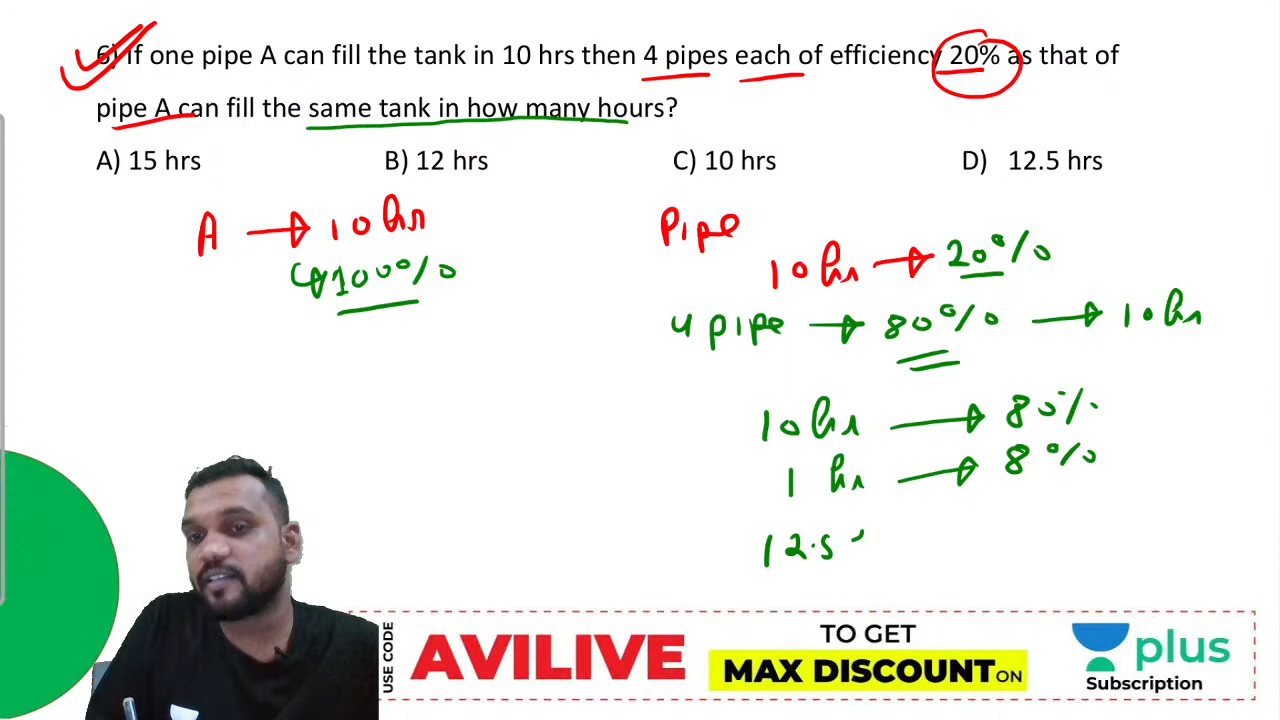 6) If one pipe A can fill the tank in 10 hrs then 4 pipes each of efficiency 20% as that of
pipe A can fill the same tank in how many hours?
A) 15 hrs B) 12 hrs C) 10 hrs D) 12.5 hrs
A → 10 hr
↳ 100%
Pipe
10 hr → 20%
4 pipe → 80% → 10 hr
10 hr → 80%
1 hr → 8%
12.5
USE CODE
AVILIVE
TO GET
MAX DISCOUNT ON
plus
Subscription